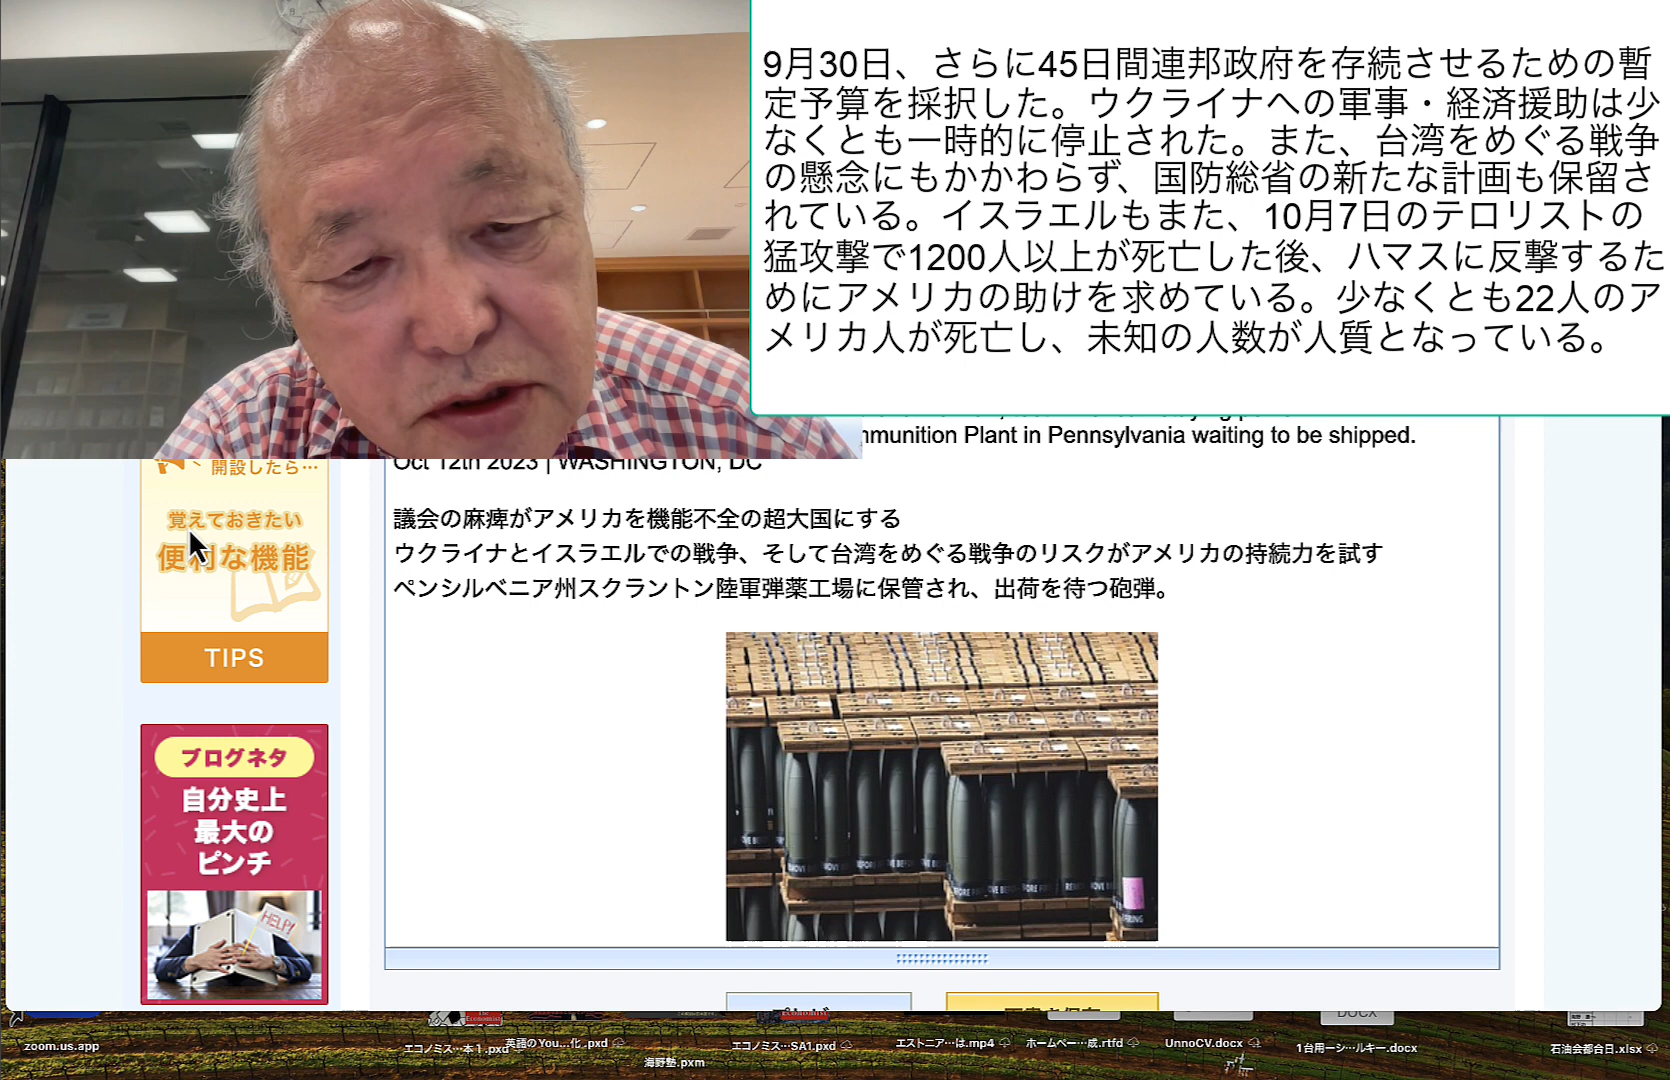 9月30日、さらに45日間連邦政府を存続させるための暫
定予算を採択した。ウクライナへの軍事・経済援助は少
なくとも一時的に停止された。また、台湾をめぐる戦争
の懸念にもかかわらず、国防総省の新たな計画も保留さ
れている。イスラエルもまた、10月7日のテロリストの
猛攻撃で1200人以上が死亡した後、ハマスに反撃するた
めにアメリカの助けを求めている。少なくとも22人のア
メリカ人が死亡し、未知の人数が人質となっている。
Plant in Pennsylvania waiting to be shipped.
Oct 12th 2023 | WASHINGTON, DC
議会の麻痺がアメリカを機能不全の超大国にする
ウクライナとイスラエルでの戦争、そして台湾をめぐる戦争のリスクがアメリカの持続力を試す
ペンシルベニア州スクラントン陸軍弾薬工場に保管され、出荷を待つ砲弾。
開設したら…
覚えておきたい
便利な機能
TIPS
ブログネタ
自分史上
最大の
ピンチ
HELP!
zoom.us.app
エコノミス…本1.pxd
英語のYou…化 .pxd
海野塾.pxm
エコノミス…SA1.pxd
エストニア…は.mp4
ホームペー…成.rtfd
UnnoCV.docx
DOCX
1台用ーシ…ルキー.docx
石油会都合日.xlsx